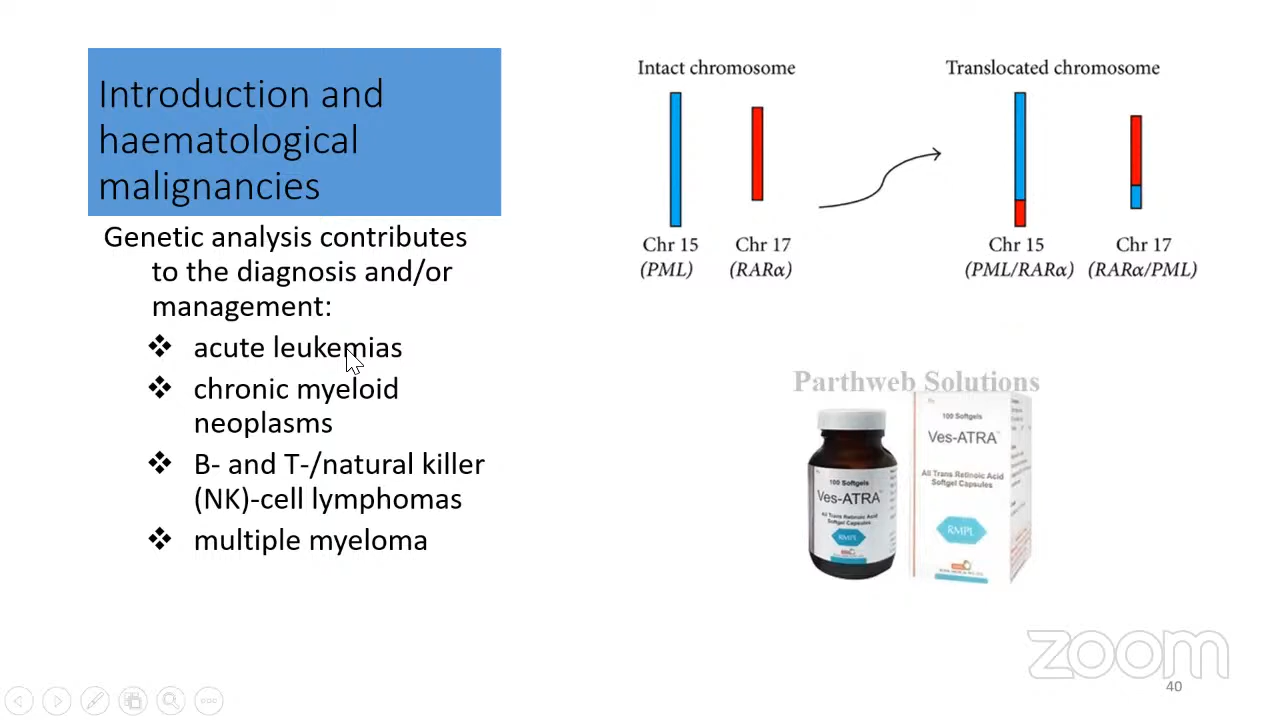 Introduction and
haematological
malignancies
Genetic analysis contributes
to the diagnosis and/or
management:
❖ acute leukemias
❖ chronic myeloid
neoplasms
❖ B- and T-/natural killer
(NK)-cell lymphomas
❖ multiple myeloma
Intact chromosome
Translocated chromosome
Chr 15
(PML)
Chr 17
(RARα)
Chr 15
(PML/RARα)
Chr 17
(RARα/PML)
Parthweb Solutions
100 Softgels
Ves-ATRA™
All Trans Retinoic Acid
Softgel Capsules
RMPL
100 Softgels
Ves-ATRA™
All Trans Retinoic Acid
Softgel Capsules
RMPL
zoom
40